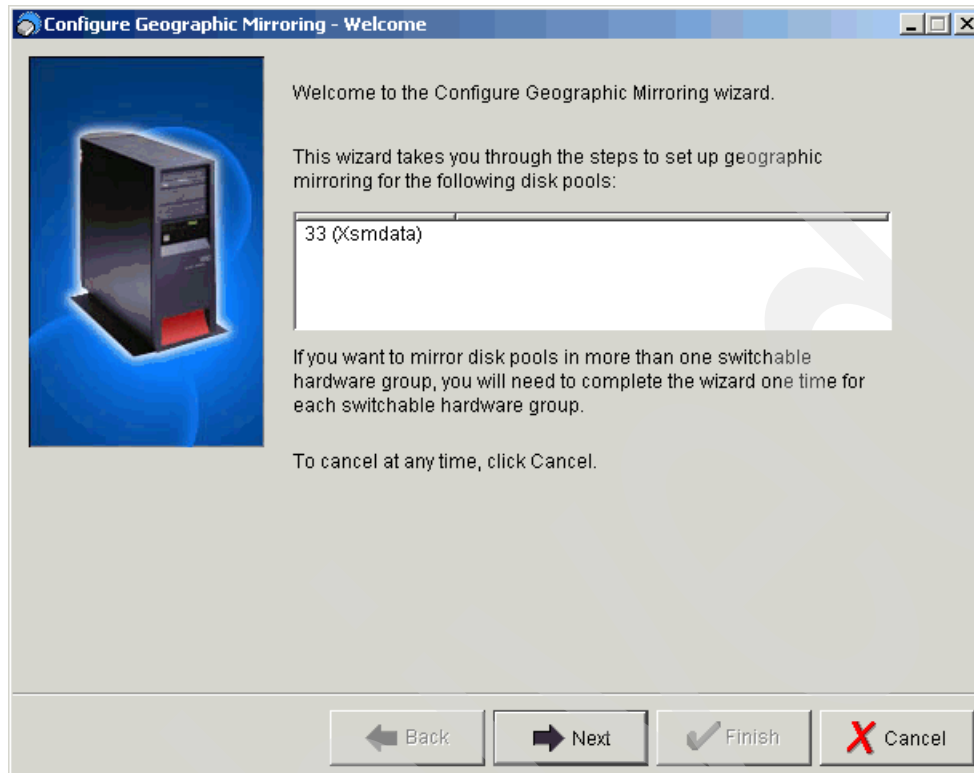 Configure Geographic Mirroring - Welcome
Welcome to the Configure Geographic Mirroring wizard.
This wizard takes you through the steps to set up geographic
mirroring for the following disk pools:
33 (Xsmdata)
If you want to mirror disk pools in more than one switchable
hardware group, you will need to complete the wizard one time for
each switchable hardware group.
To cancel at any time, click Cancel.
Back
Next
Finish
Cancel